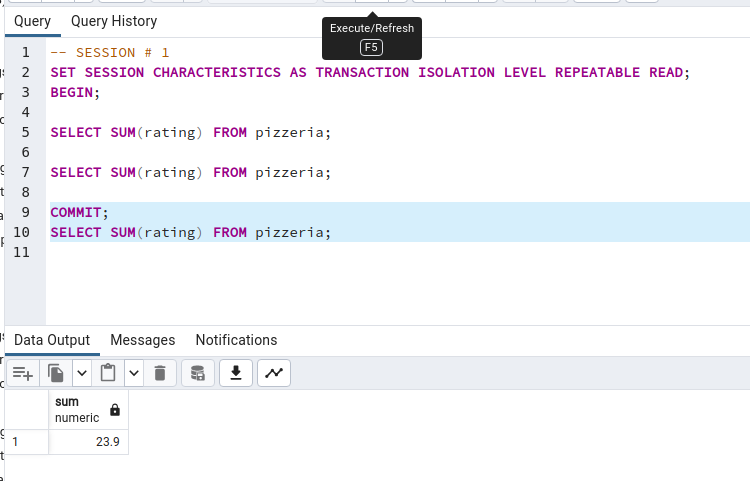 Query Query History
Execute/Refresh
F5
1 -- SESSION # 1
2 SET SESSION CHARACTERISTICS AS TRANSACTION ISOLATION LEVEL REPEATABLE READ;
3 BEGIN;
4
5 SELECT SUM(rating) FROM pizzeria;
6
7 SELECT SUM(rating) FROM pizzeria;
8
9 COMMIT;
10 SELECT SUM(rating) FROM pizzeria;
11
Data Output Messages Notifications
sum
numeric
1 23.9